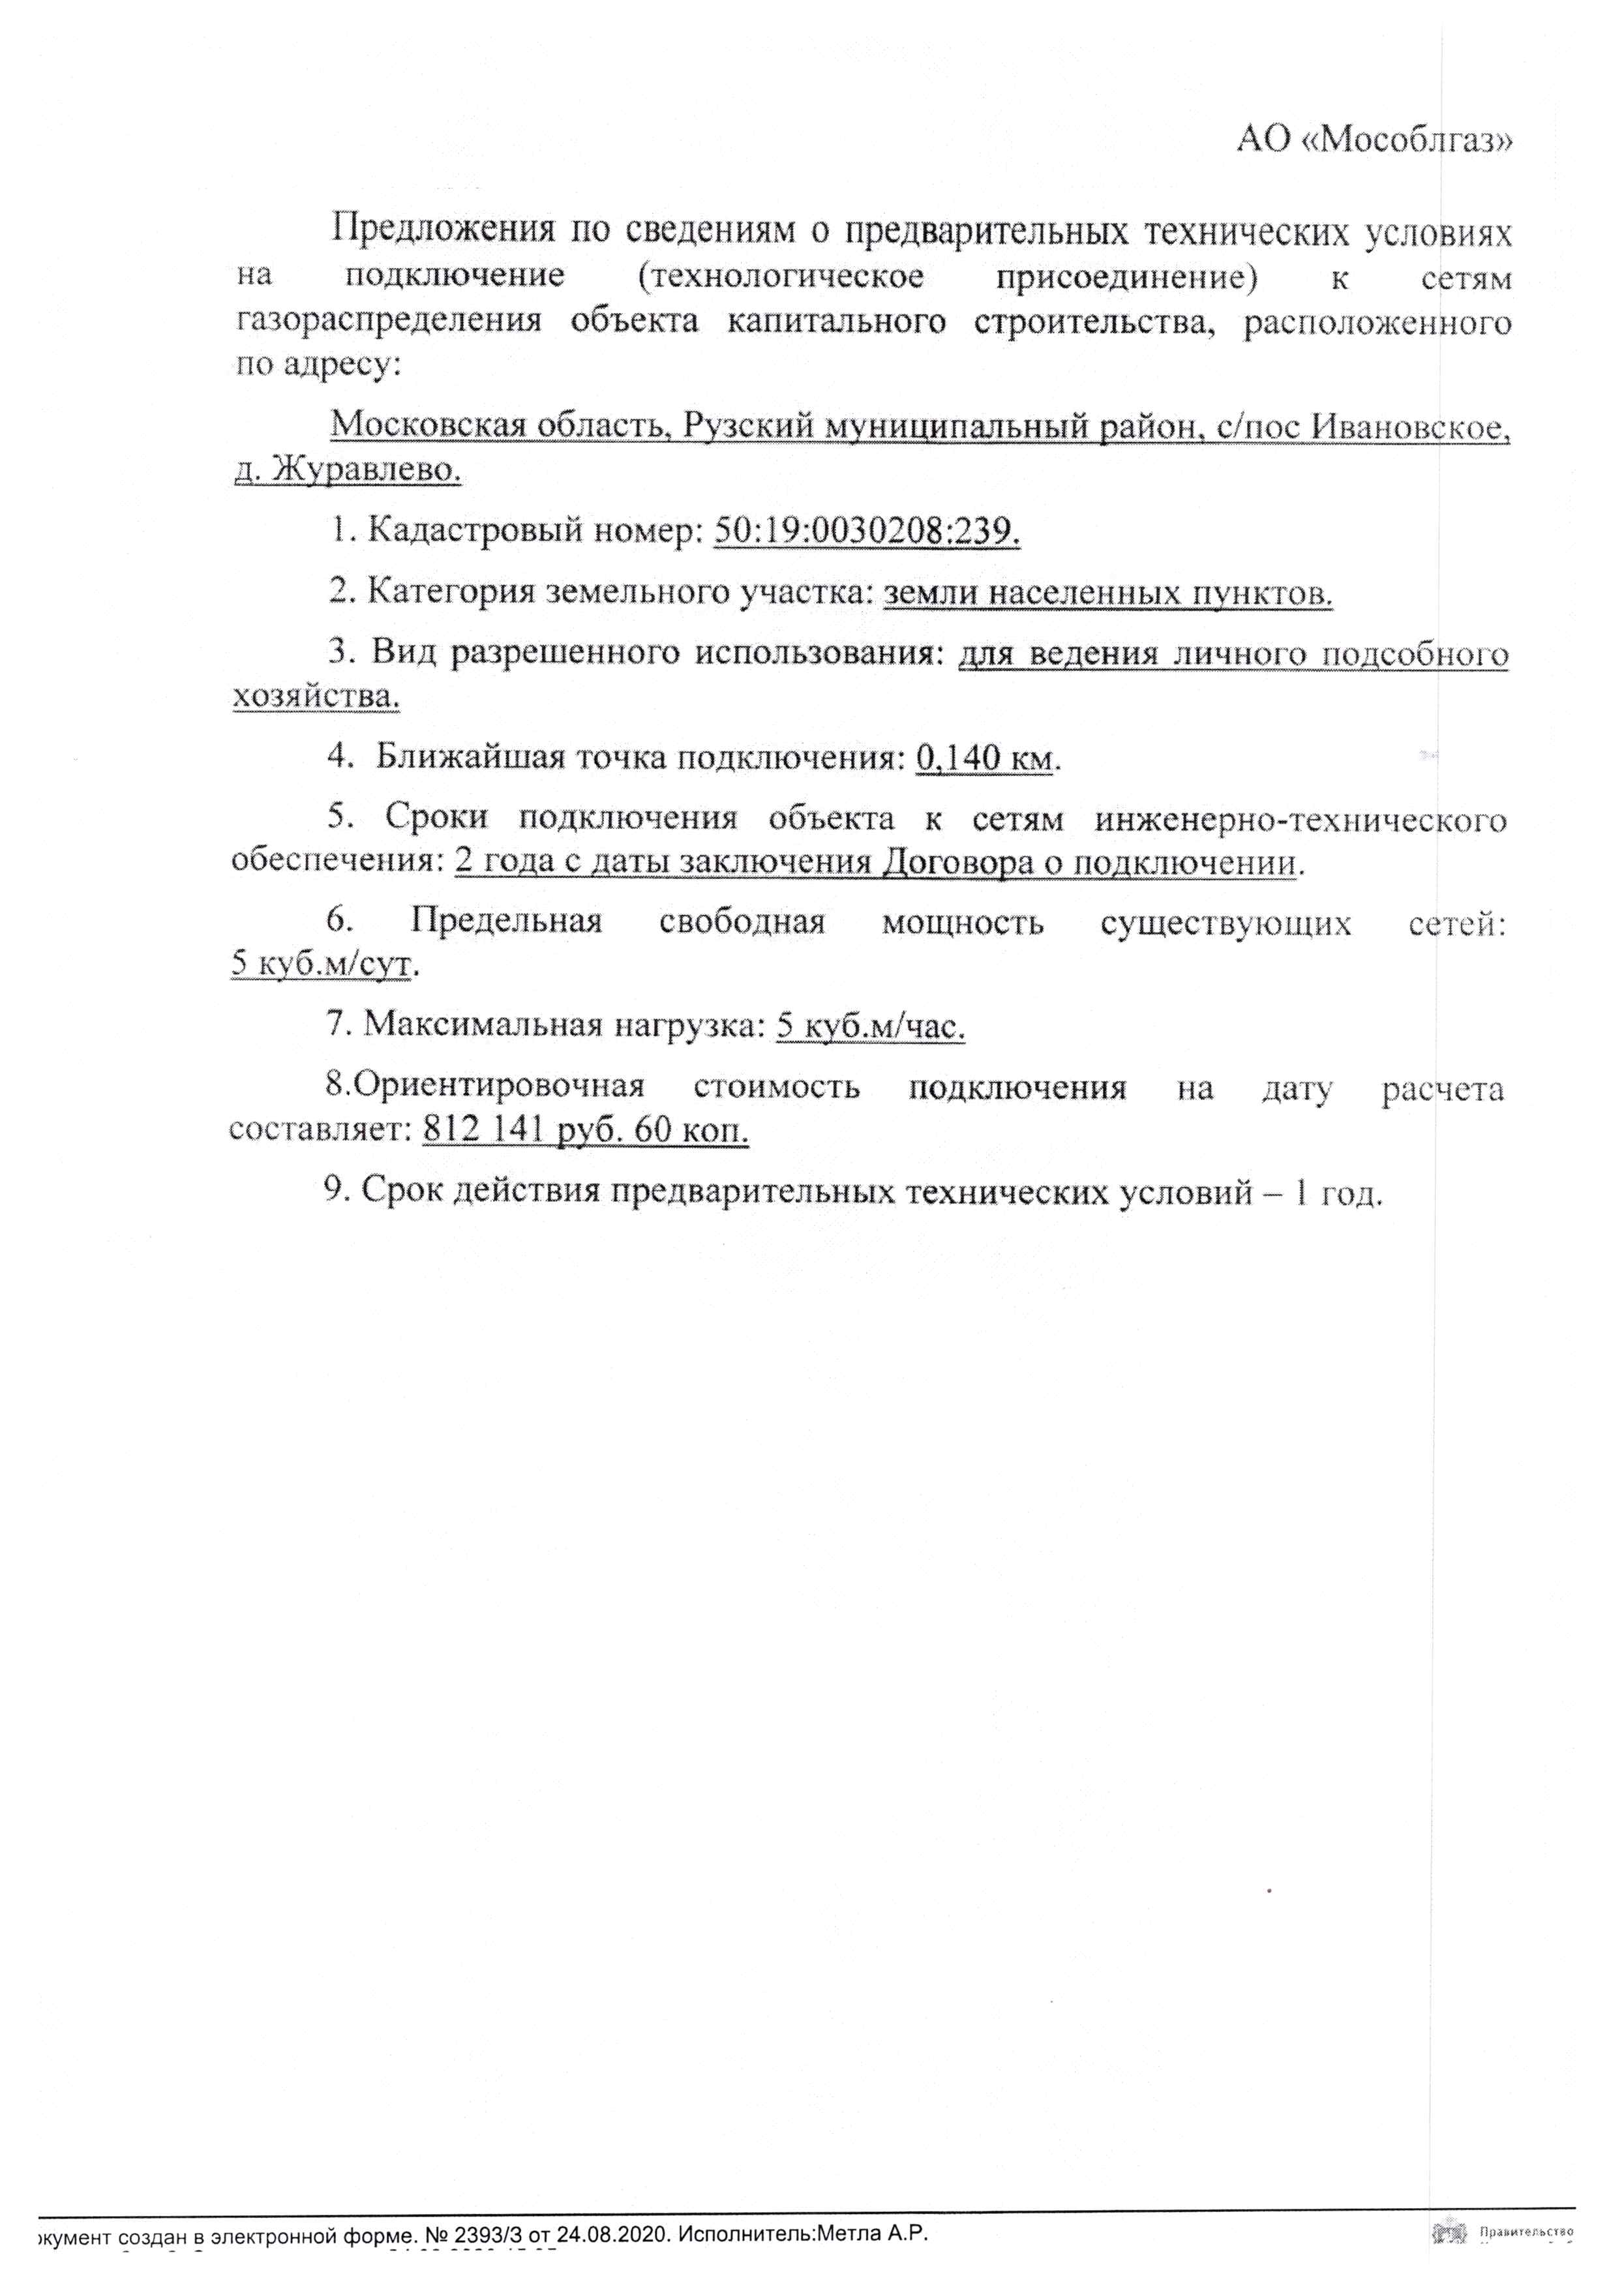 АО «Мособлгаз»
Предложения по сведениям о предварительных технических условиях
на подключение (технологическое присоединение) к сетям
газораспределения объекта капитального строительства, расположенного
по адресу:
Московская область, Рузский муниципальный район, с/пос Ивановское,
д. Журавлево.
1. Кадастровый номер: 50:19:0030208:239.
2. Категория земельного участка: земли населенных пунктов.
3. Вид разрешенного использования: для ведения личного подсобного
хозяйства.
4. Ближайшая точка подключения: 0,140 км.
5. Сроки подключения объекта к сетям инженерно-технического
обеспечения: 2 года с даты заключения Договора о подключении.
6. Предельная свободная мощность существующих сетей:
5 куб.м/сут.
7. Максимальная нагрузка: 5 куб.м/час.
8.Ориентировочная стоимость подключения на дату расчета
составляет: 812 141 руб. 60 коп.
9. Срок действия предварительных технических условий – 1 год.
окумент создан в электронной форме. № 2393/3 от 24.08.2020. Исполнитель:Метла А.Р.
Правительство